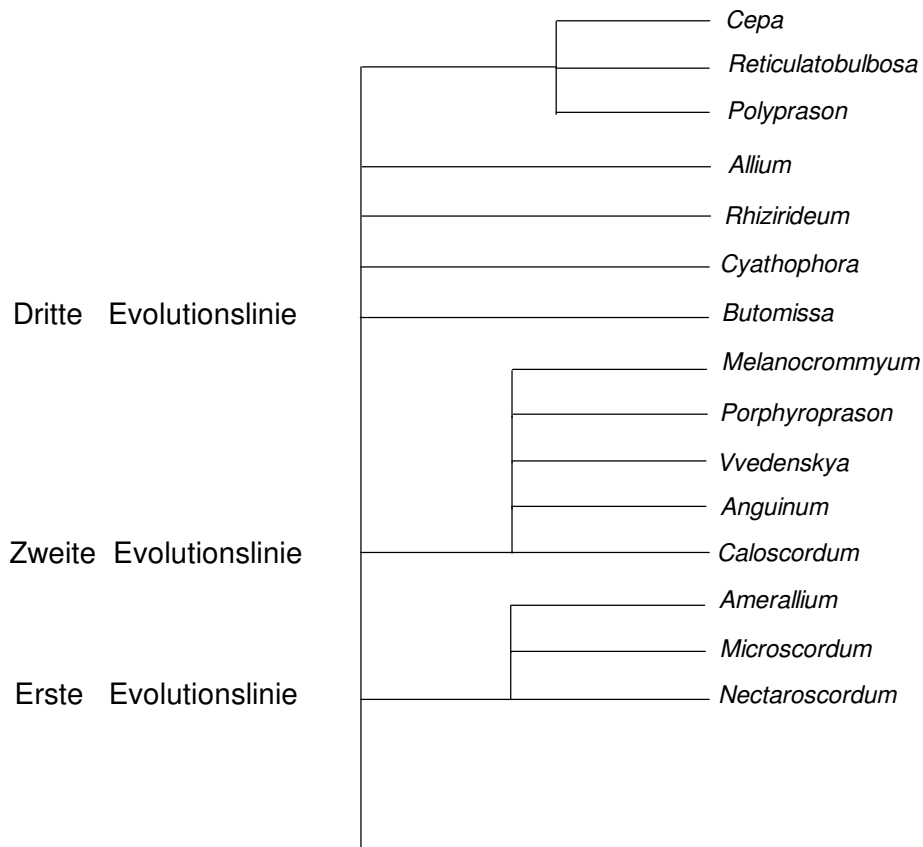 Cepa
Reticulatobulbosa
Polyprason
Allium
Rhizirideum
Cyathophora
Dritte Evolutionslinie
Butomissa
Melanocrommyum
Porphyroprason
Vvedenskya
Anguinum
Zweite Evolutionslinie
Caloscordum
Amerallium
Microscordum
Erste Evolutionslinie
Nectaroscordum